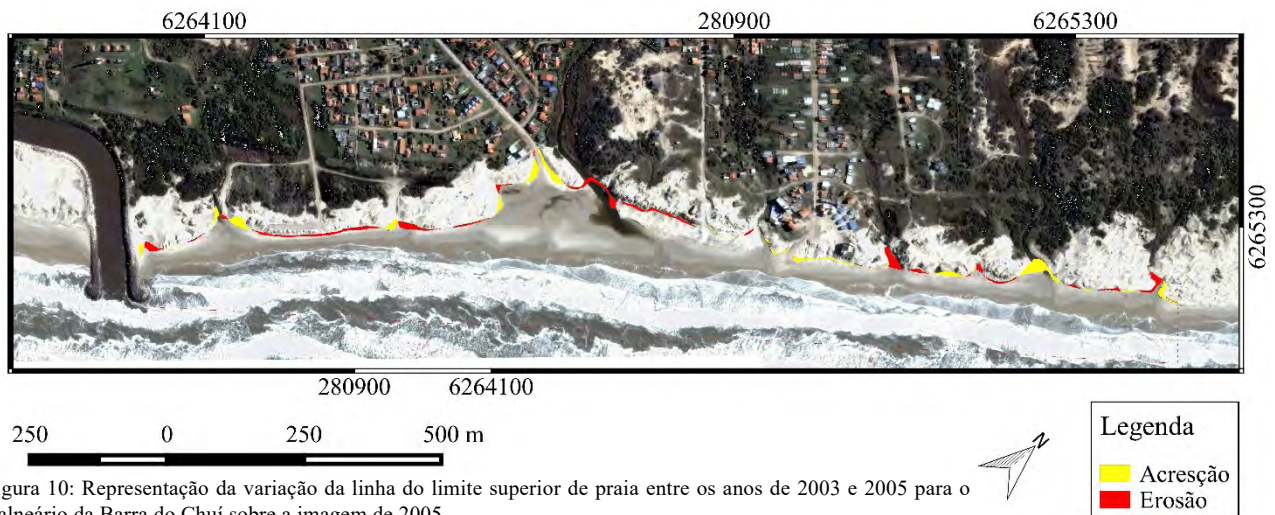 6264100 280900 6265300
6265300
280900 6264100
250 0 250 500 m
N
Legenda
Acresção
Erosão
gura 10: Representação da variação da linha do limite superior de praia entre os anos de 2003 e 2005 para o
alneário da Barra do Chuí sobre a imagem de 2005